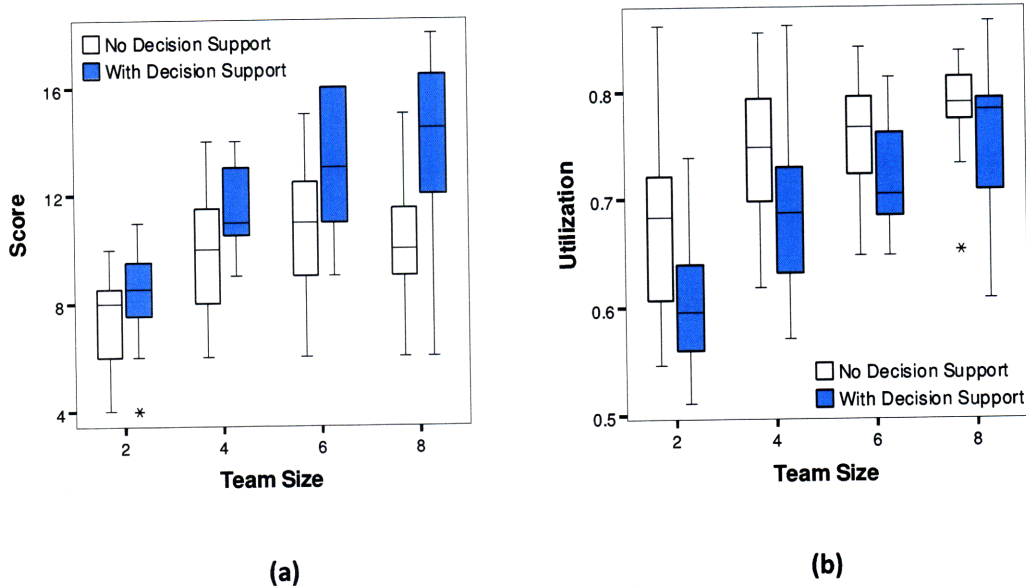 No Decision Support
With Decision Support
16
12
8
4
Score
*
2
4
6
8
Team Size
(a)
0.8
0.7
0.6
0.5
Utilization
*
No Decision Support
With Decision Support
2
4
6
8
Team Size
(b)